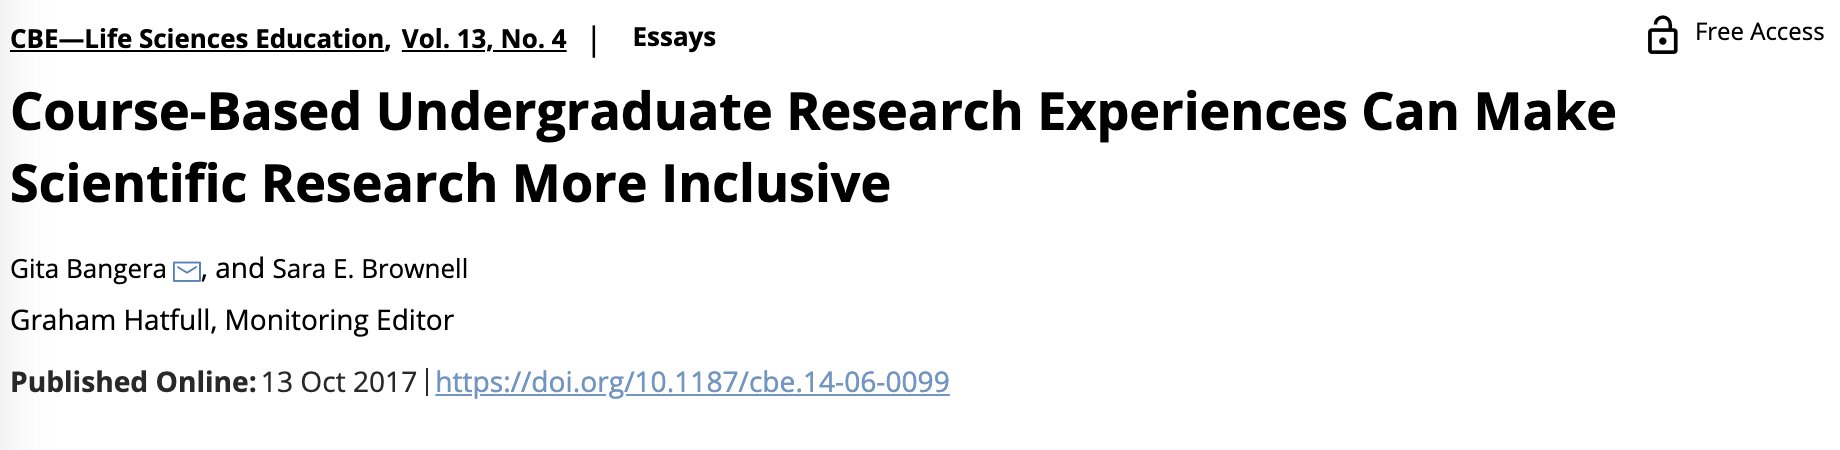 CBE—Life Sciences Education, Vol. 13, No. 4 | Essays
Free Access
Course-Based Undergraduate Research Experiences Can Make
Scientific Research More Inclusive
Gita Bangera, and Sara E. Brownell
Graham Hatfull, Monitoring Editor
Published Online: 13 Oct 2017 | https://doi.org/10.1187/cbe.14-06-0099